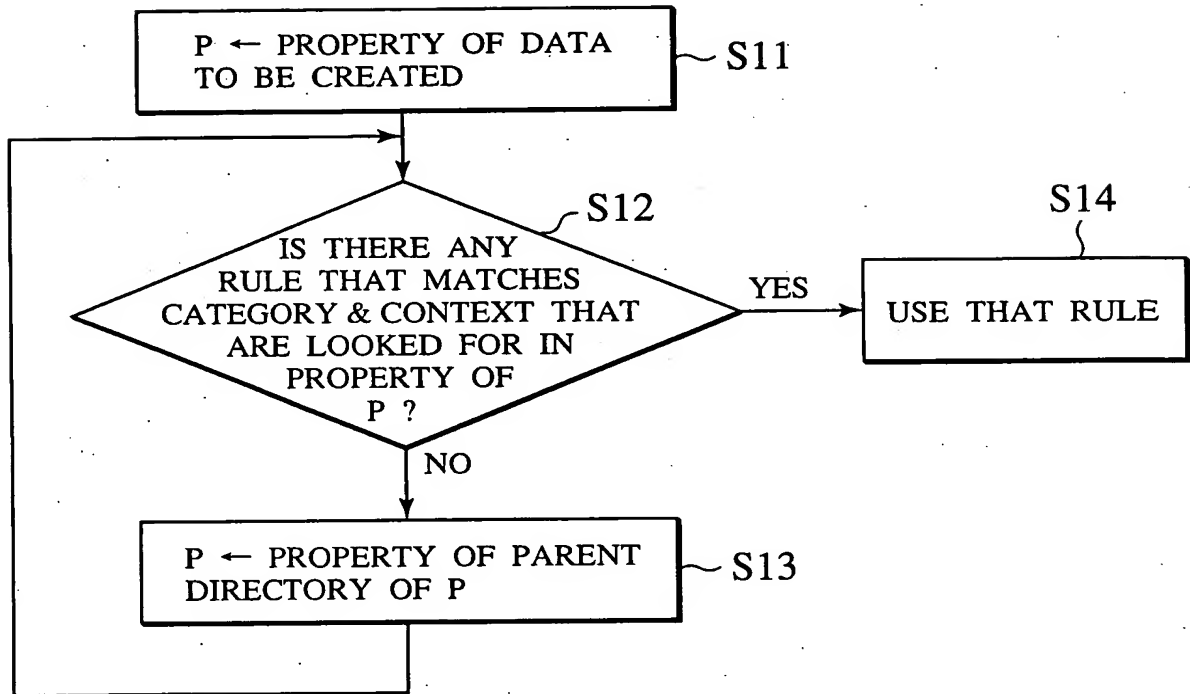 P ← PROPERTY OF DATA
TO BE CREATED
S11
S12
IS THERE ANY
RULE THAT MATCHES
CATEGORY & CONTEXT THAT
ARE LOOKED FOR IN
PROPERTY OF
P ?
YES
S14
USE THAT RULE
NO
P ← PROPERTY OF PARENT
DIRECTORY OF P
S13